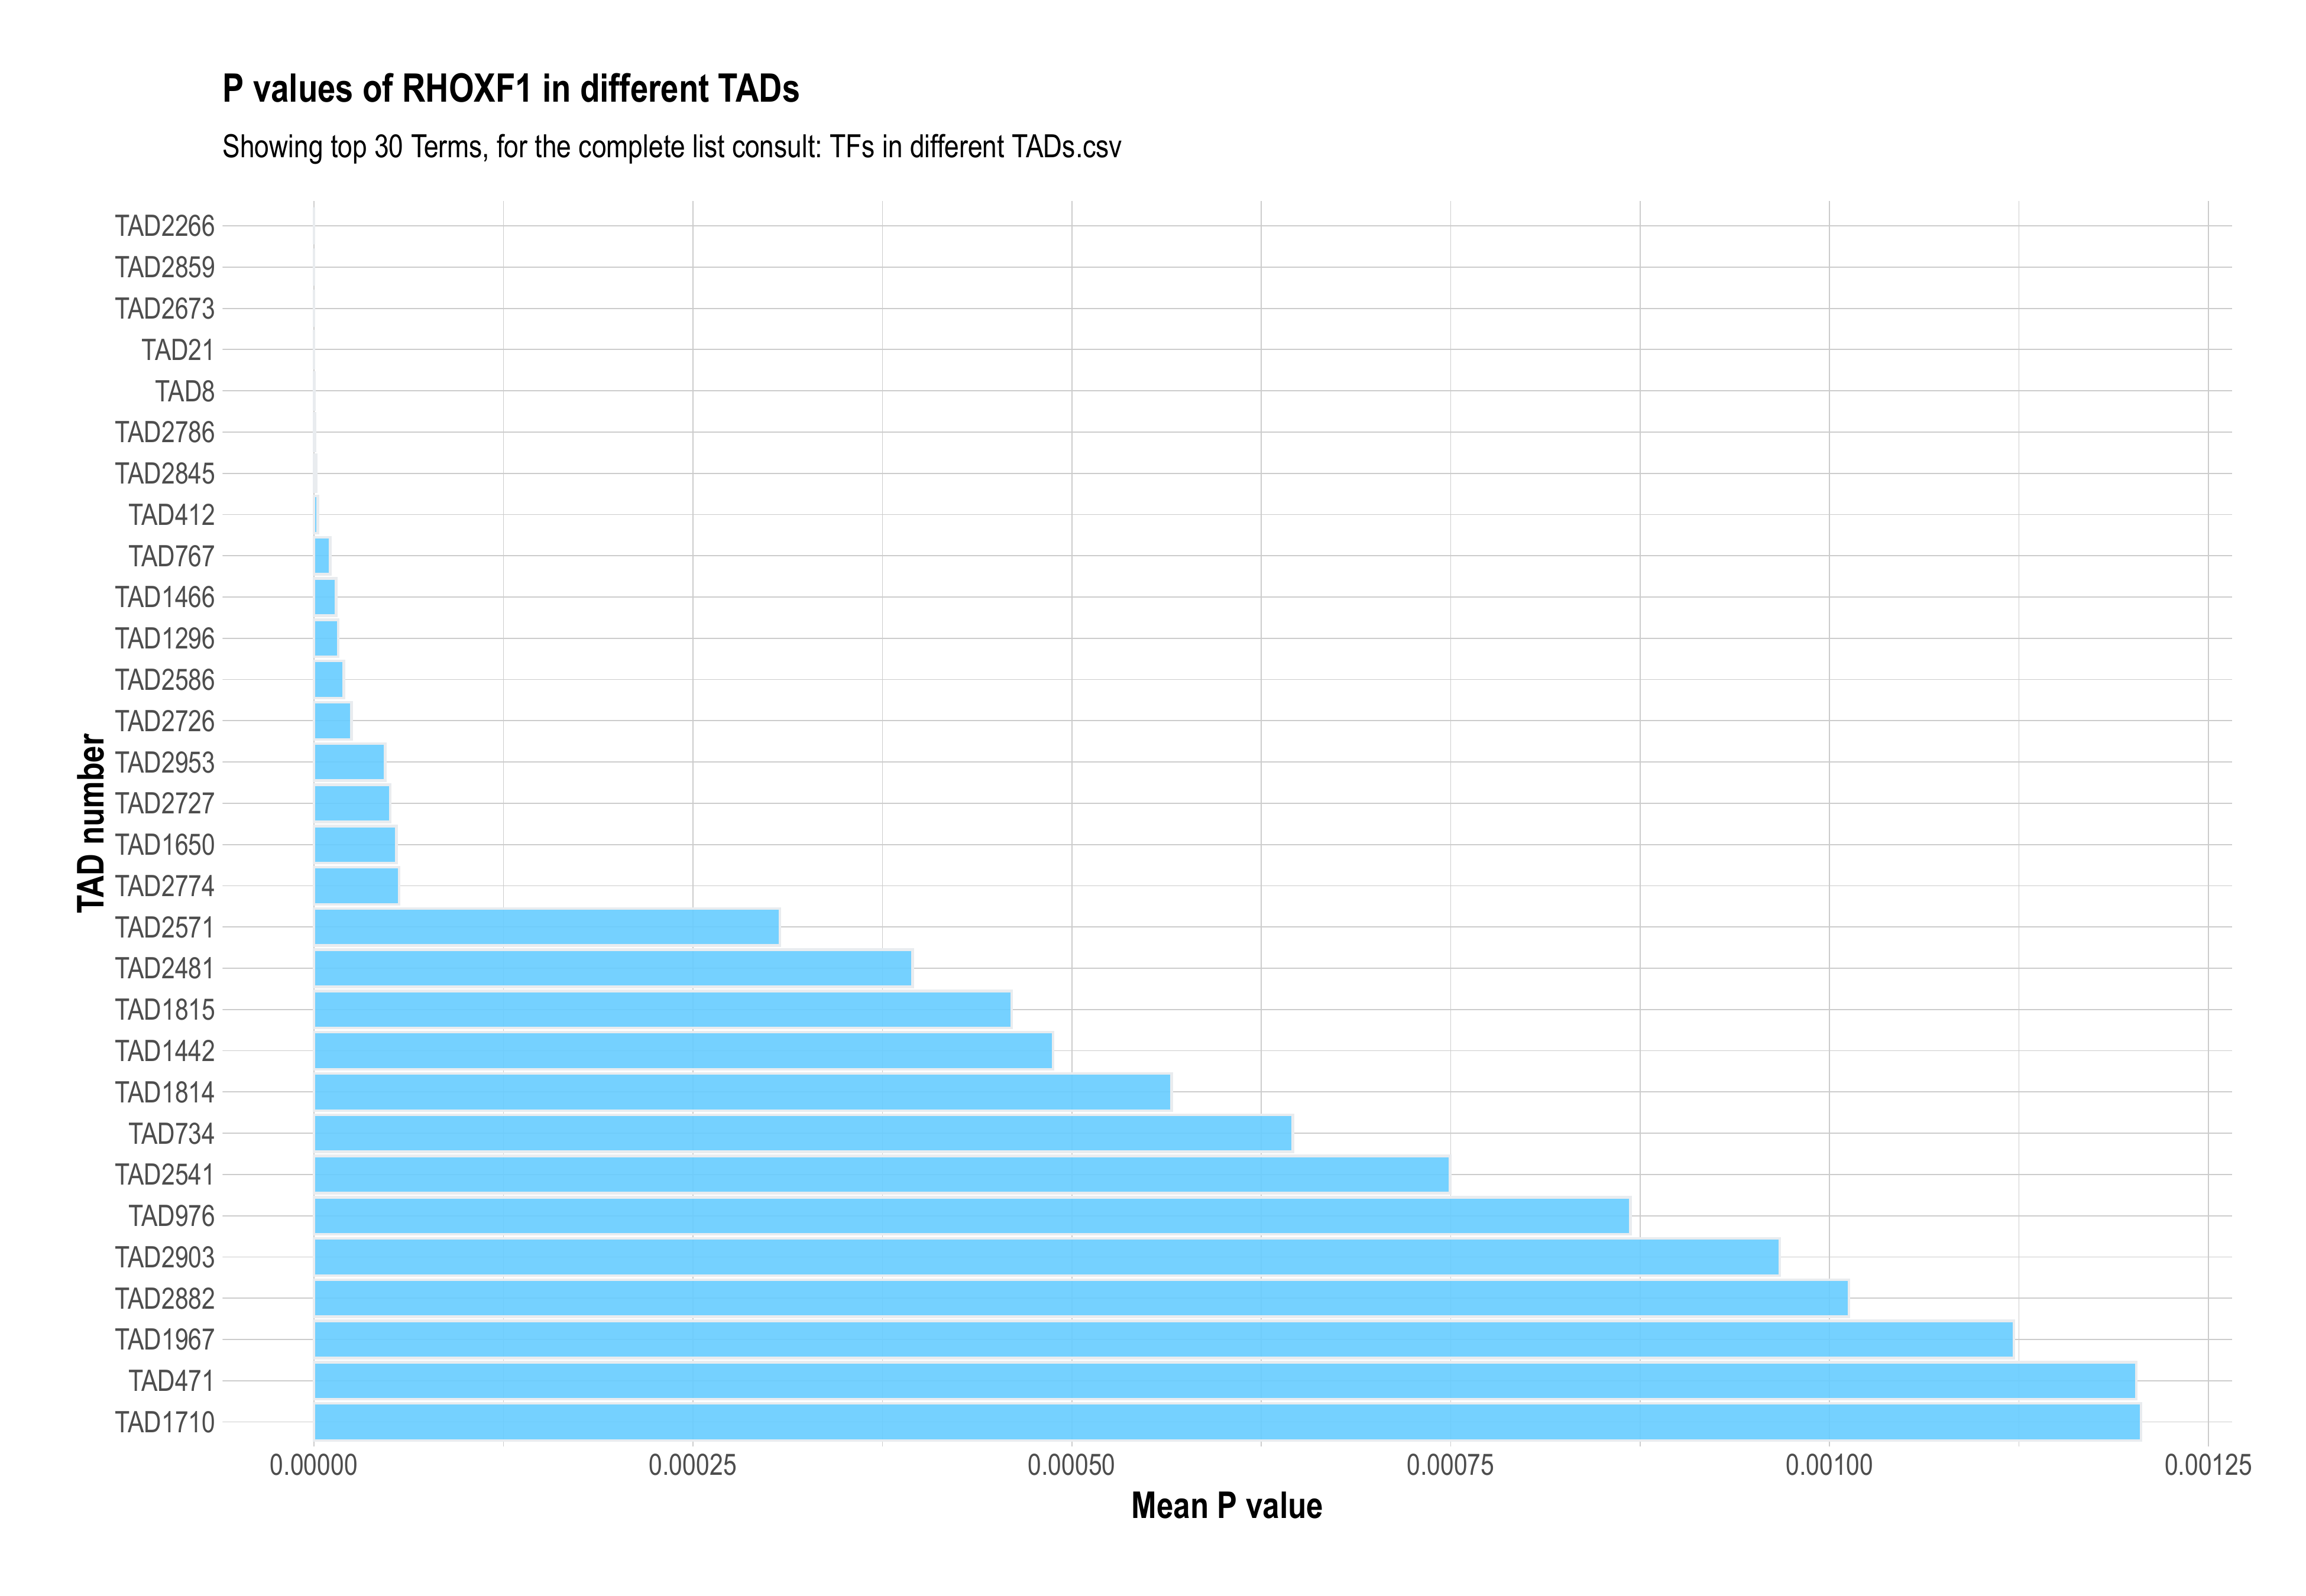 P values of RHOXF1 in different TADs
Showing top 30 Terms, for the complete list consult: TFs in different TADs.csv
TAD number
TAD2266
TAD2859
TAD2673
TAD21
TAD8
TAD2786
TAD2845
TAD412
TAD767
TAD1466
TAD1296
TAD2586
TAD2726
TAD2953
TAD2727
TAD1650
TAD2774
TAD2571
TAD2481
TAD1815
TAD1442
TAD1814
TAD734
TAD2541
TAD976
TAD2903
TAD2882
TAD1967
TAD471
TAD1710
0.00000 0.00025 0.00050 0.00075 0.00100 0.00125
Mean P value